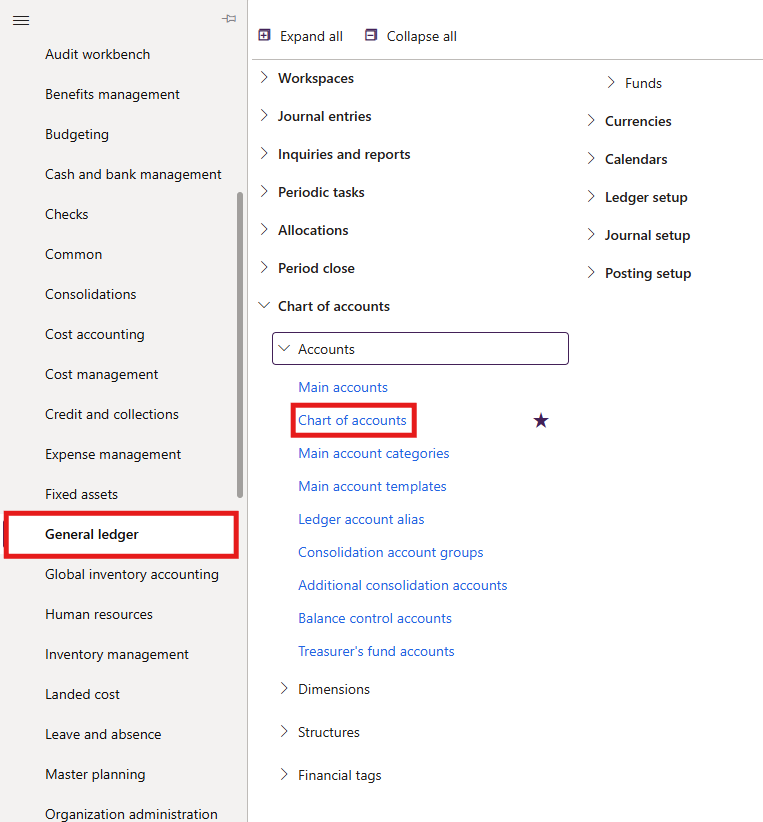 Audit workbench
Benefits management
Budgeting
Cash and bank management
Checks
Common
Consolidations
Cost accounting
Cost management
Credit and collections
Expense management
Fixed assets
General ledger
Global inventory accounting
Human resources
Inventory management
Landed cost
Leave and absence
Master planning
Organization administration
Expand all
Collapse all
Workspaces
Journal entries
Inquiries and reports
Periodic tasks
Allocations
Period close
Chart of accounts
Accounts
Main accounts
Chart of accounts
Main account categories
Main account templates
Ledger account alias
Consolidation account groups
Additional consolidation accounts
Balance control accounts
Treasurer's fund accounts
Dimensions
Structures
Financial tags
Funds
Currencies
Calendars
Ledger setup
Journal setup
Posting setup